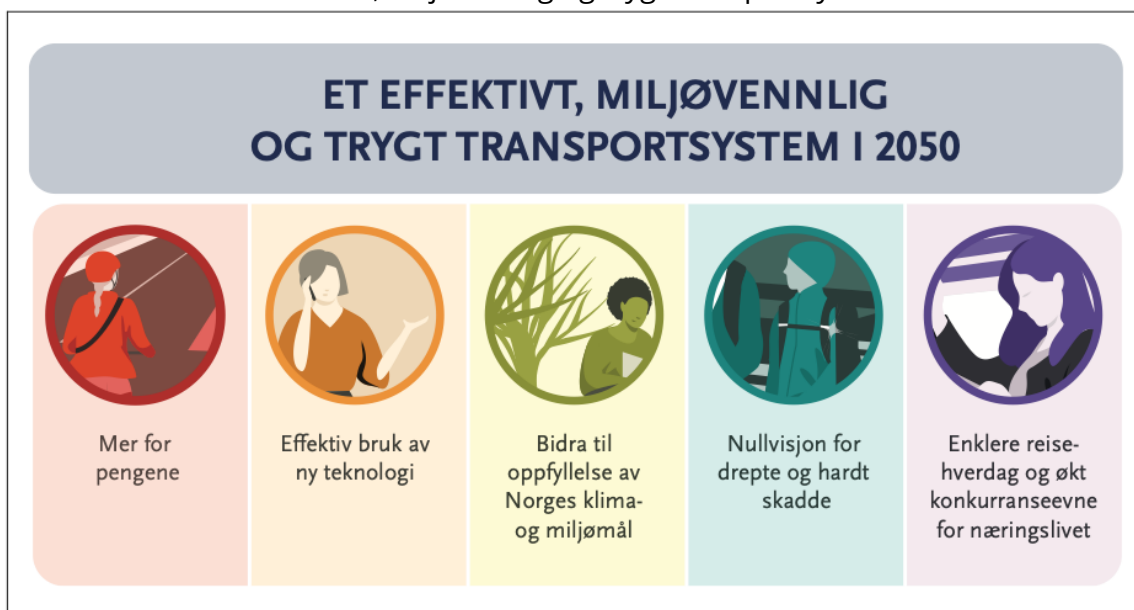 ET EFFEKTIVT, MILJØVENNLIG
OG TRYGT TRANSPORTSYSTEM I 2050
Mer for
pengene
Effektiv bruk av
ny teknologi
Bidra til
oppfyllelse av
Norges klima-
og miljømål
Nullvisjon for
drepte og hardt
skadde
Enklere reise-
hverdag og økt
konkurranseevne
for næringslivet